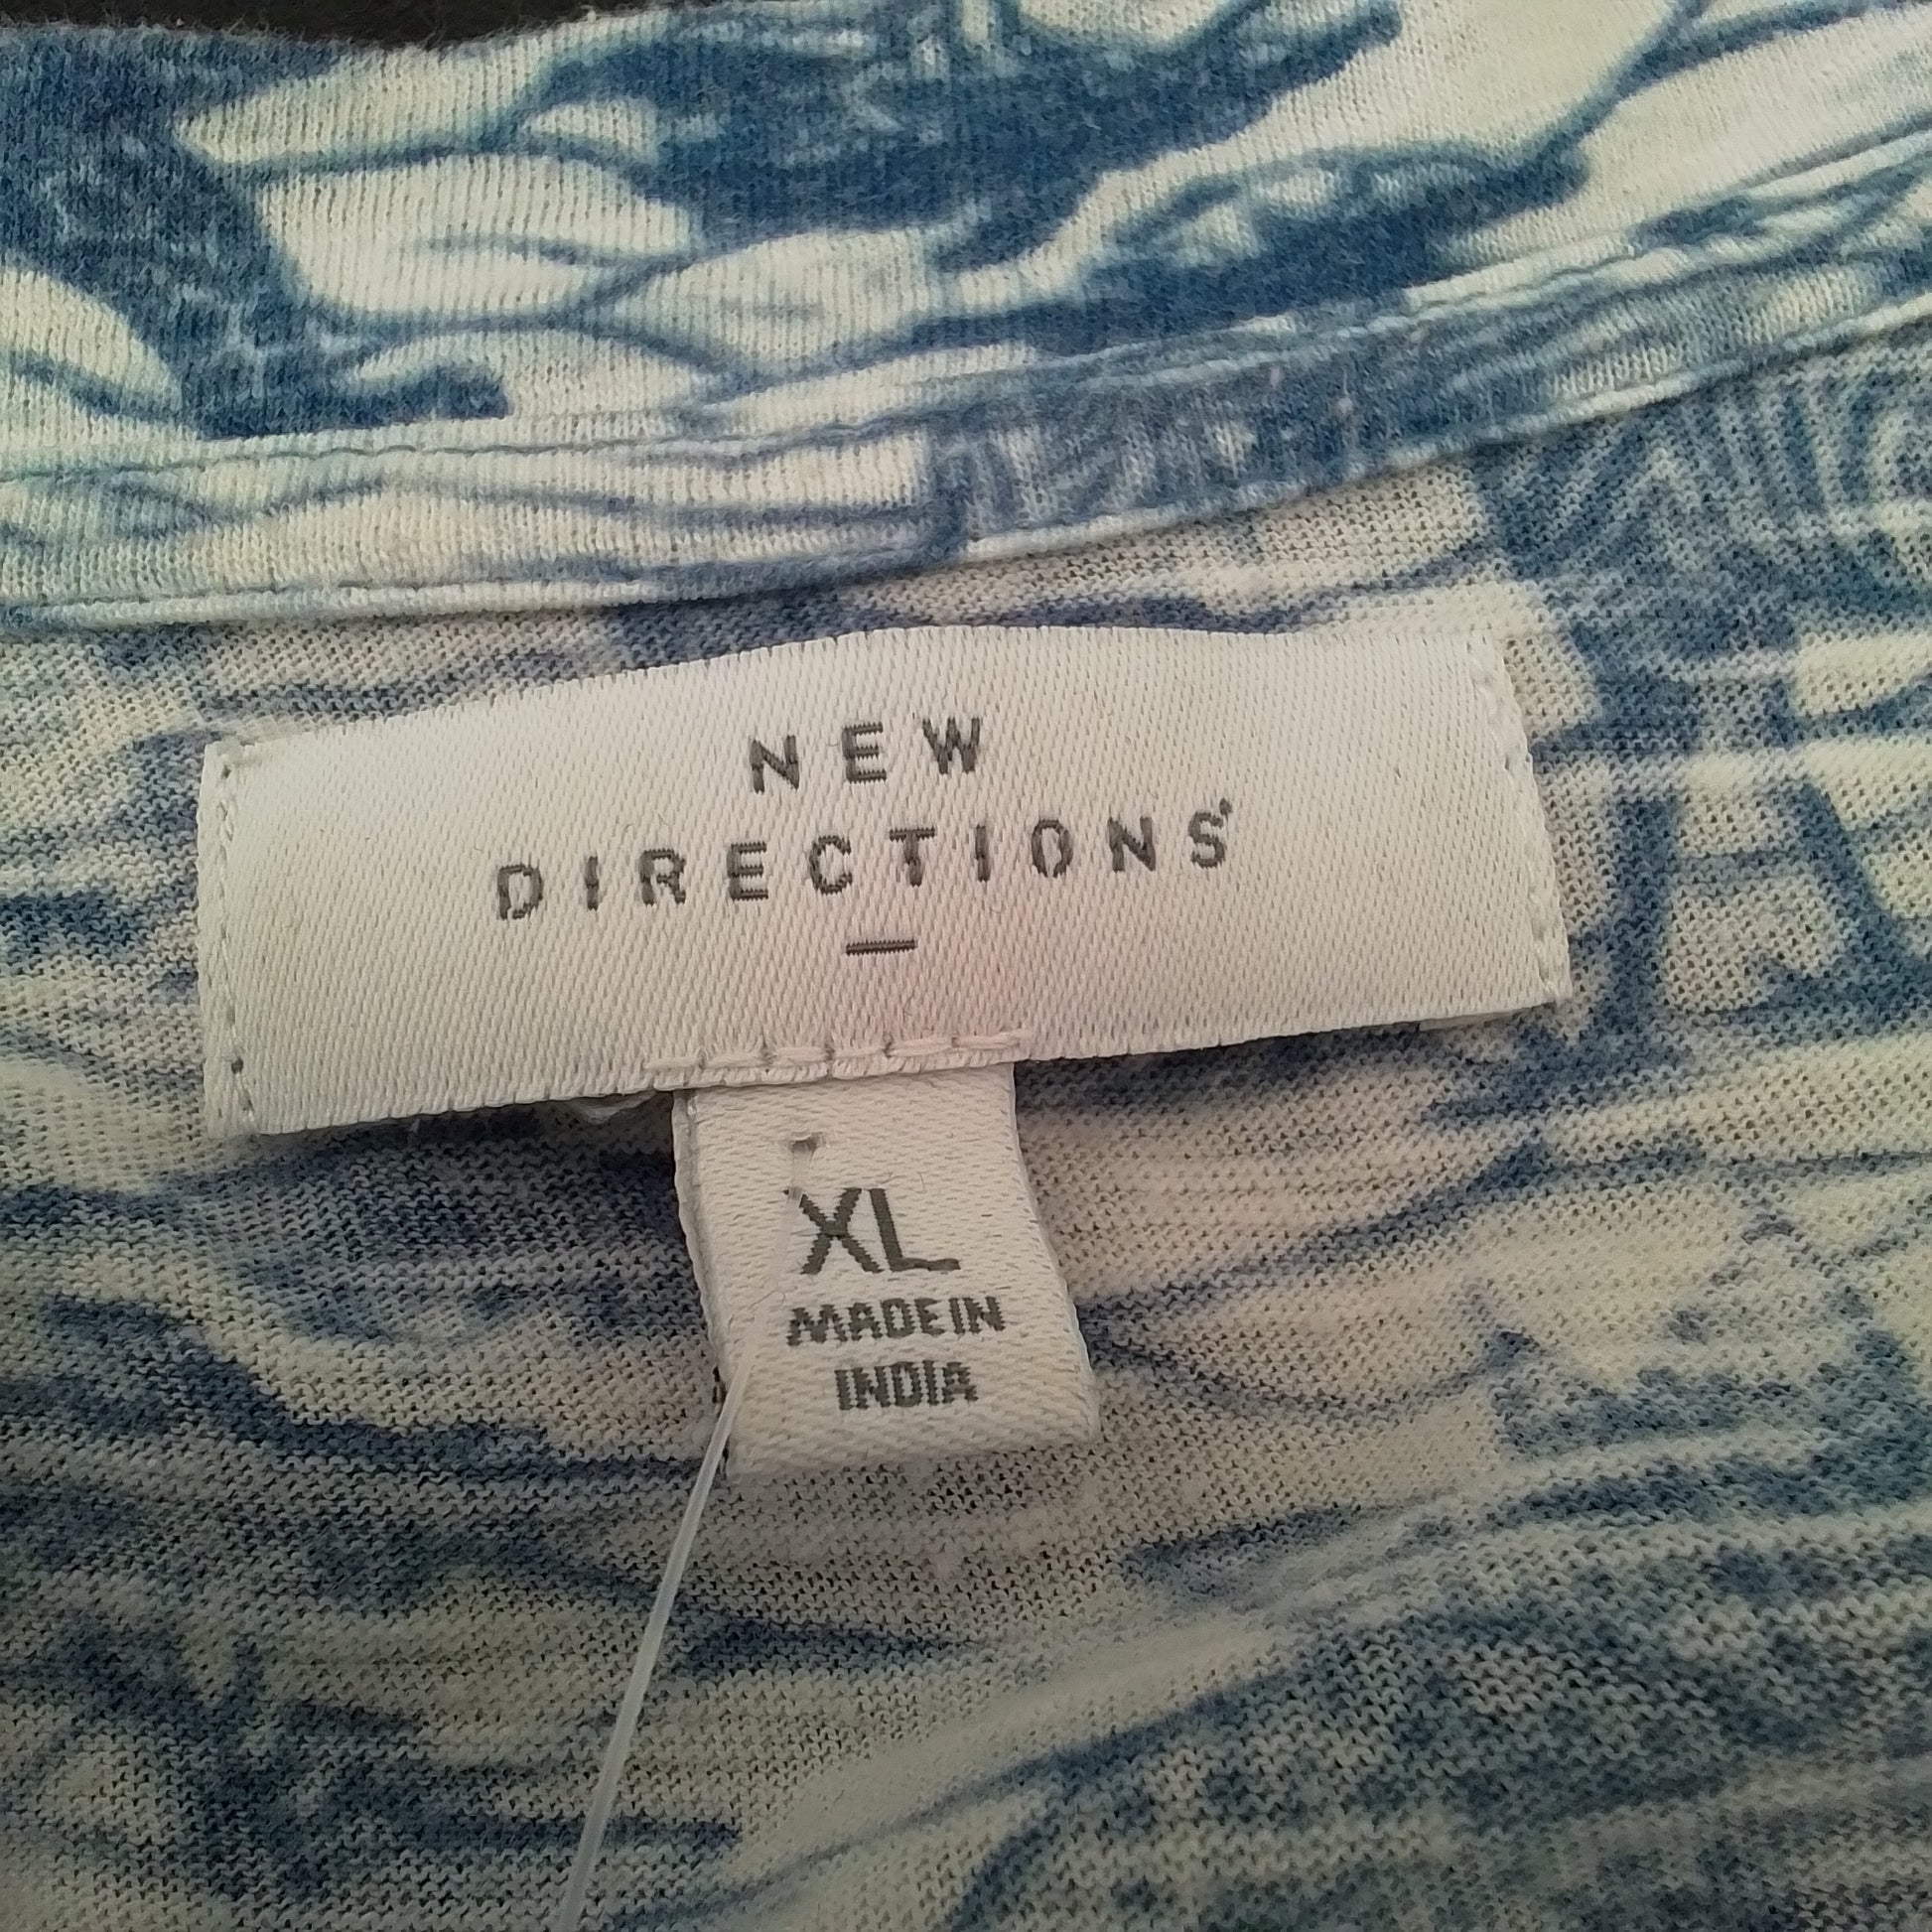 NEW
DIRECTIONS
XL
MADE IN
INDIA